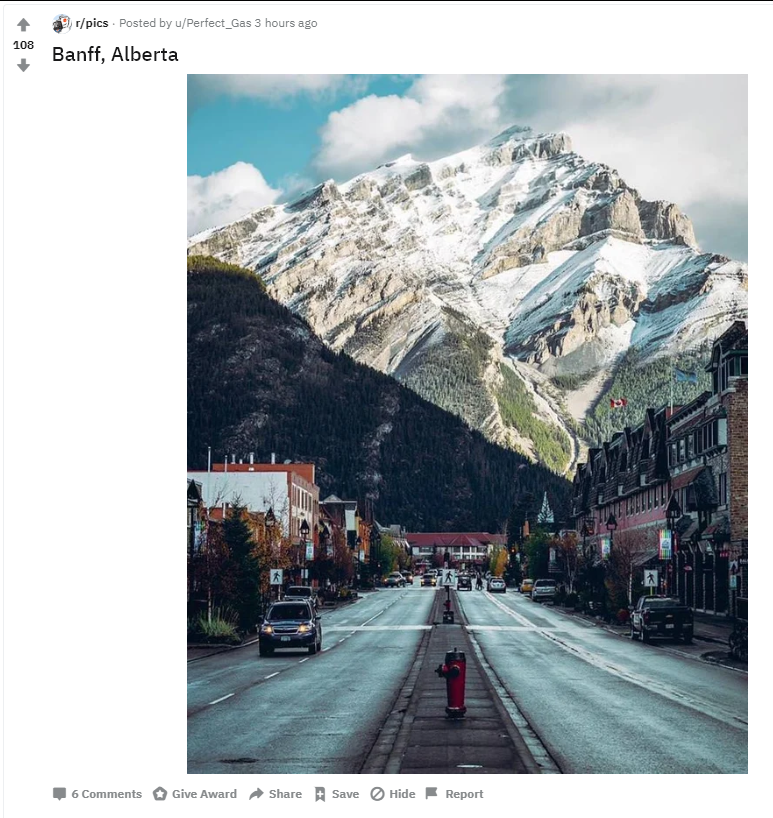 r/pics · Posted by u/Perfect_Gas 3 hours ago
108
Banff, Alberta
6 Comments Give Award Share Save Hide Report